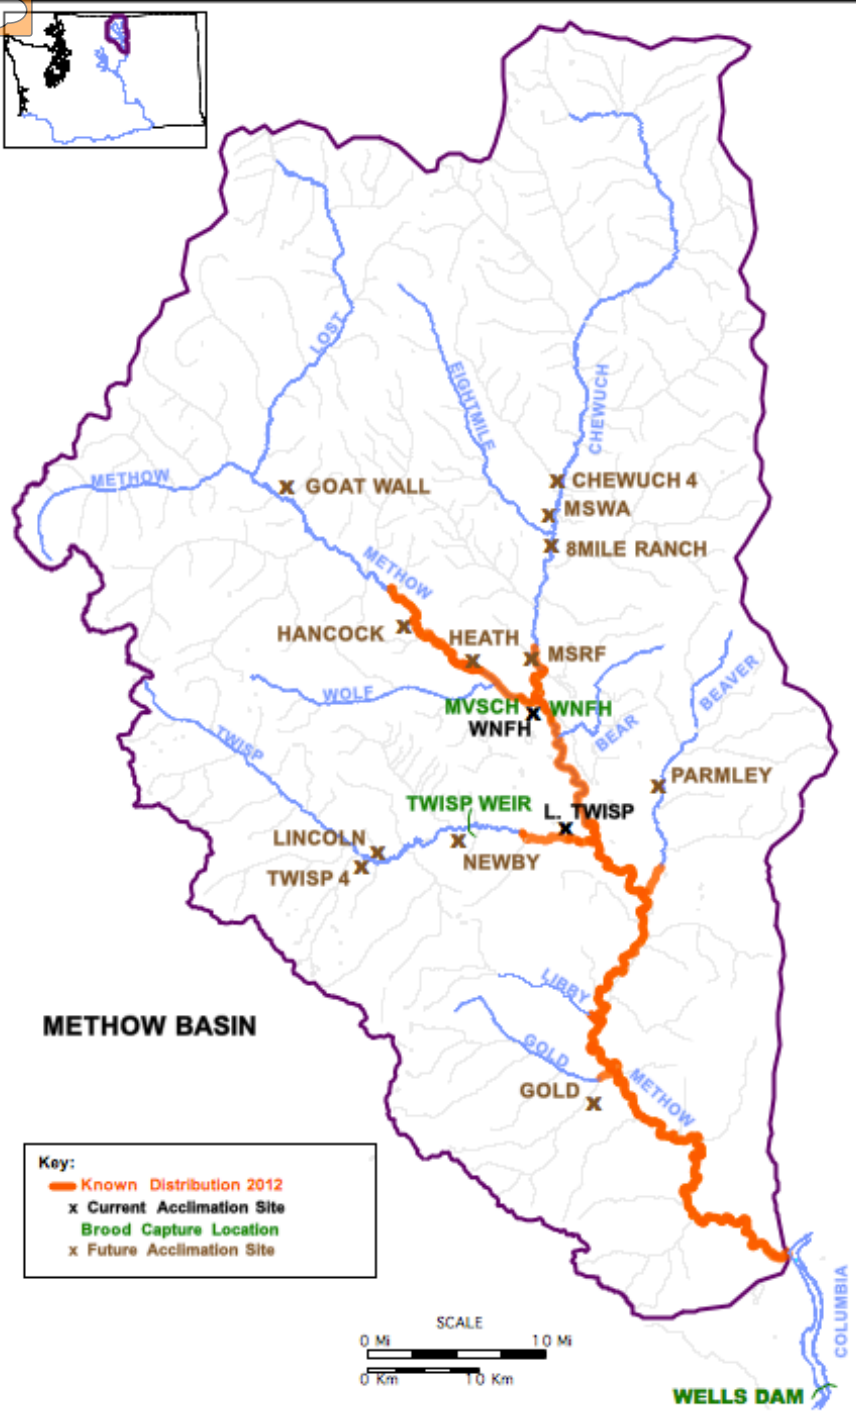 LOST
EIGHTMILE
CHEWUCH
METHOW
GOAT WALL
CHEWUCH 4
MSWA
8MILE RANCH
METHOW
HANCOCK
HEATH
MSRF
BEAVER
WOLF
MVSCH
WNFH
WNFH
BEAR
TWISP
PARMLEY
TWISP WEIR
L. TWISP
LINCOLN
NEWBY
TWISP 4
LIBBY
METHOW BASIN
GOLD
METHOW
GOLD
Key:
Known Distribution 2012
x Current Acclimation Site
Brood Capture Location
x Future Acclimation Site
COLUMBIA
SCALE
0 Mi 10 Mi
0 Km 10 Km
WELLS DAM